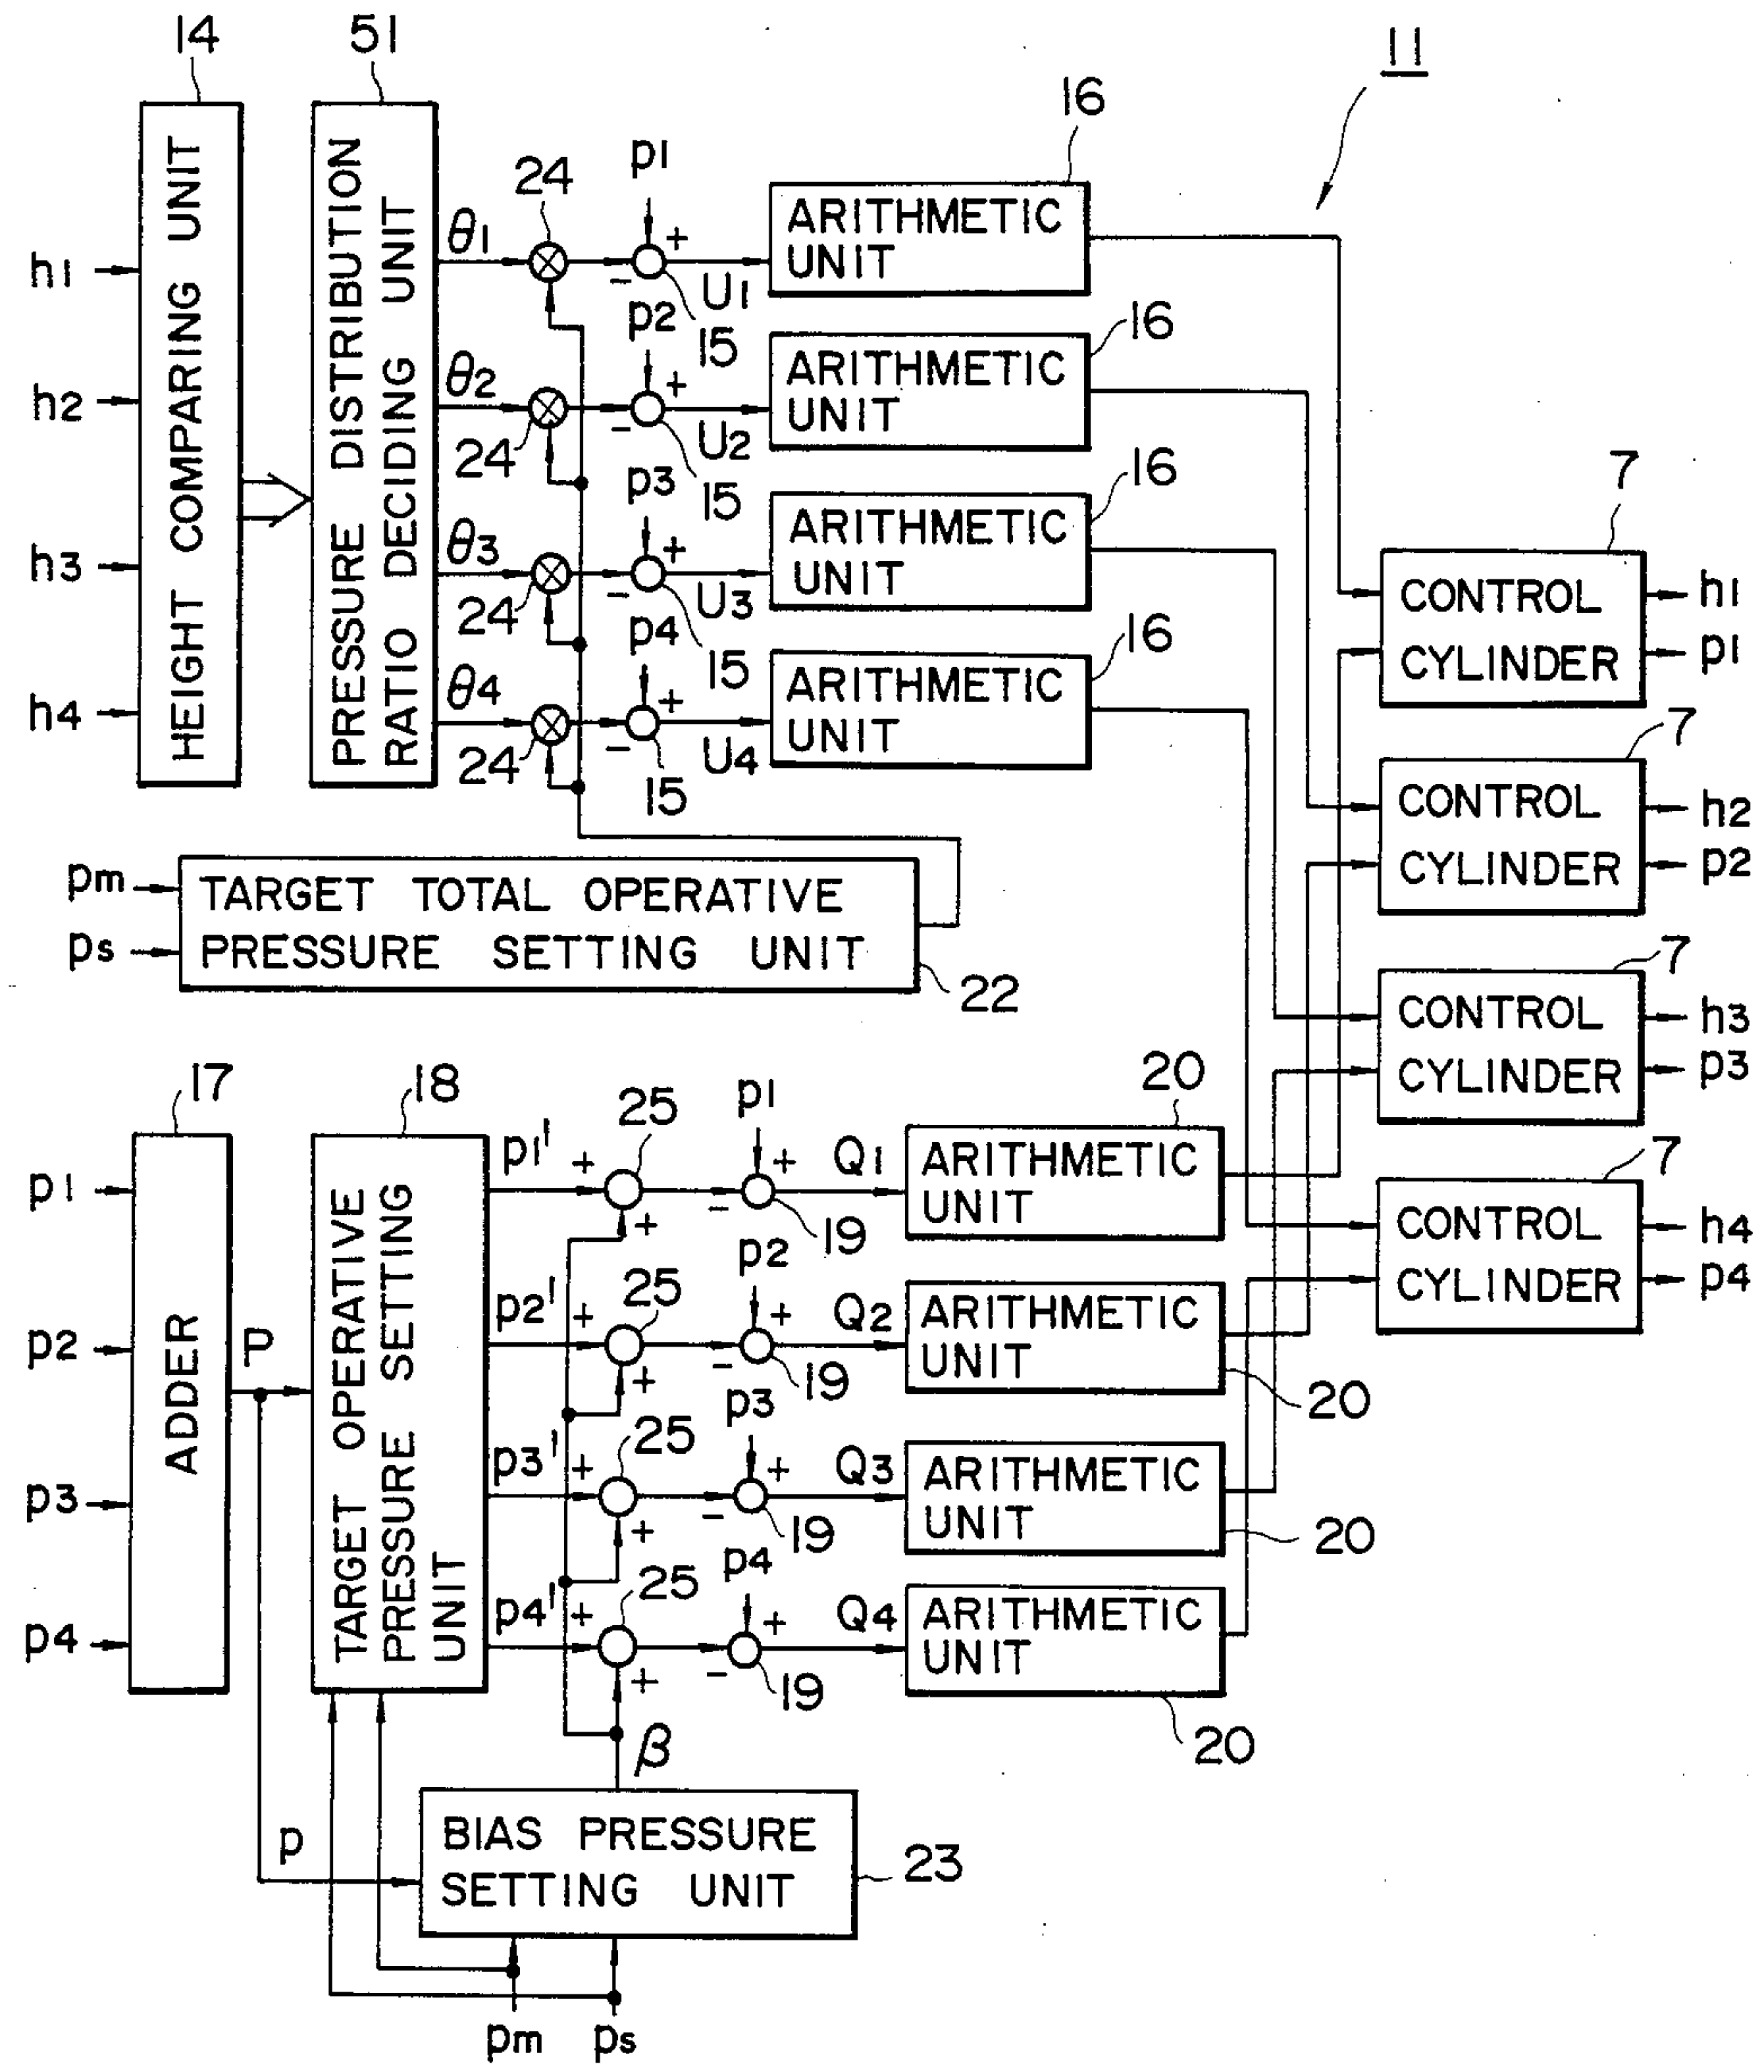 11
14
51
HEIGHT COMPARING UNIT
PRESSURE DISTRIBUTION
RATIO DECIDING UNIT
h1
h2
h3
h4
θ1
θ2
θ3
θ4
24
24
24
24
p1
p2
p3
p4
+
−
+
−
+
−
+
−
15
15
15
15
U1
U2
U3
U4
16
ARITHMETIC
UNIT
16
ARITHMETIC
UNIT
16
ARITHMETIC
UNIT
16
ARITHMETIC
UNIT
7
CONTROL
CYLINDER
h1
p1
7
CONTROL
CYLINDER
h2
p2
7
CONTROL
CYLINDER
h3
p3
7
CONTROL
CYLINDER
h4
p4
pm
ps
TARGET TOTAL OPERATIVE
PRESSURE SETTING UNIT
22
17
ADDER
p1
p2
p3
p4
P
18
TARGET OPERATIVE
PRESSURE SETTING
UNIT
p1'
p2'
p3'
p4'
+
+
+
+
+
+
+
+
25
25
25
25
p1
p2
p3
p4
+
−
+
−
+
−
+
−
19
19
19
19
Q1
Q2
Q3
Q4
20
ARITHMETIC
UNIT
ARITHMETIC
UNIT
20
ARITHMETIC
UNIT
20
ARITHMETIC
UNIT
20
β
p
BIAS PRESSURE
SETTING UNIT
23
pm
ps